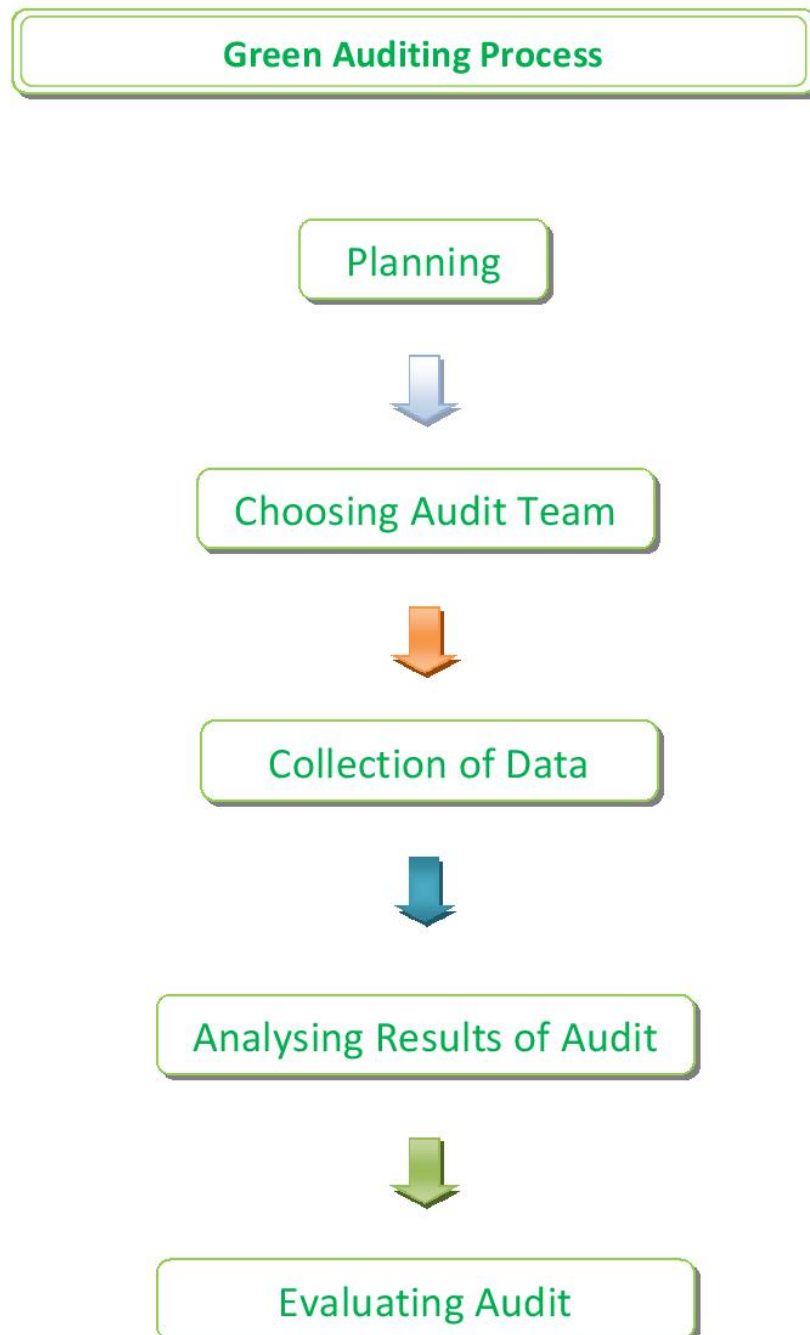 Green Auditing Process
Planning
Choosing Audit Team
Collection of Data
Analysing Results of Audit
Evaluating Audit